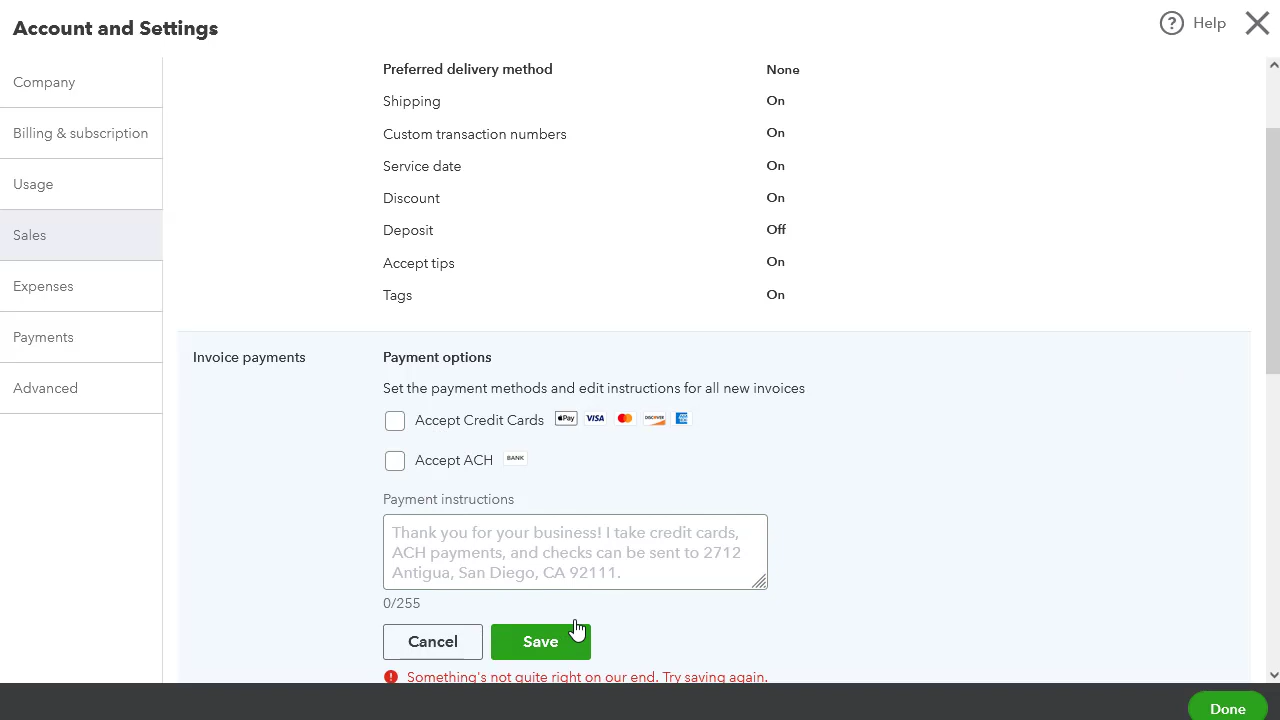 Account and Settings
? Help
Company
Billing & subscription
Usage
Sales
Expenses
Payments
Advanced
Preferred delivery method None
Shipping On
Custom transaction numbers On
Service date On
Discount On
Deposit Off
Accept tips On
Tags On
Invoice payments
Payment options
Set the payment methods and edit instructions for all new invoices
Accept Credit Cards Pay VISA DISCOVER
Accept ACH BANK
Payment instructions
Thank you for your business! I take credit cards,
ACH payments, and checks can be sent to 2712
Antigua, San Diego, CA 92111.
0/255
Cancel Save
! Something's not quite right on our end. Try saving again.
Done